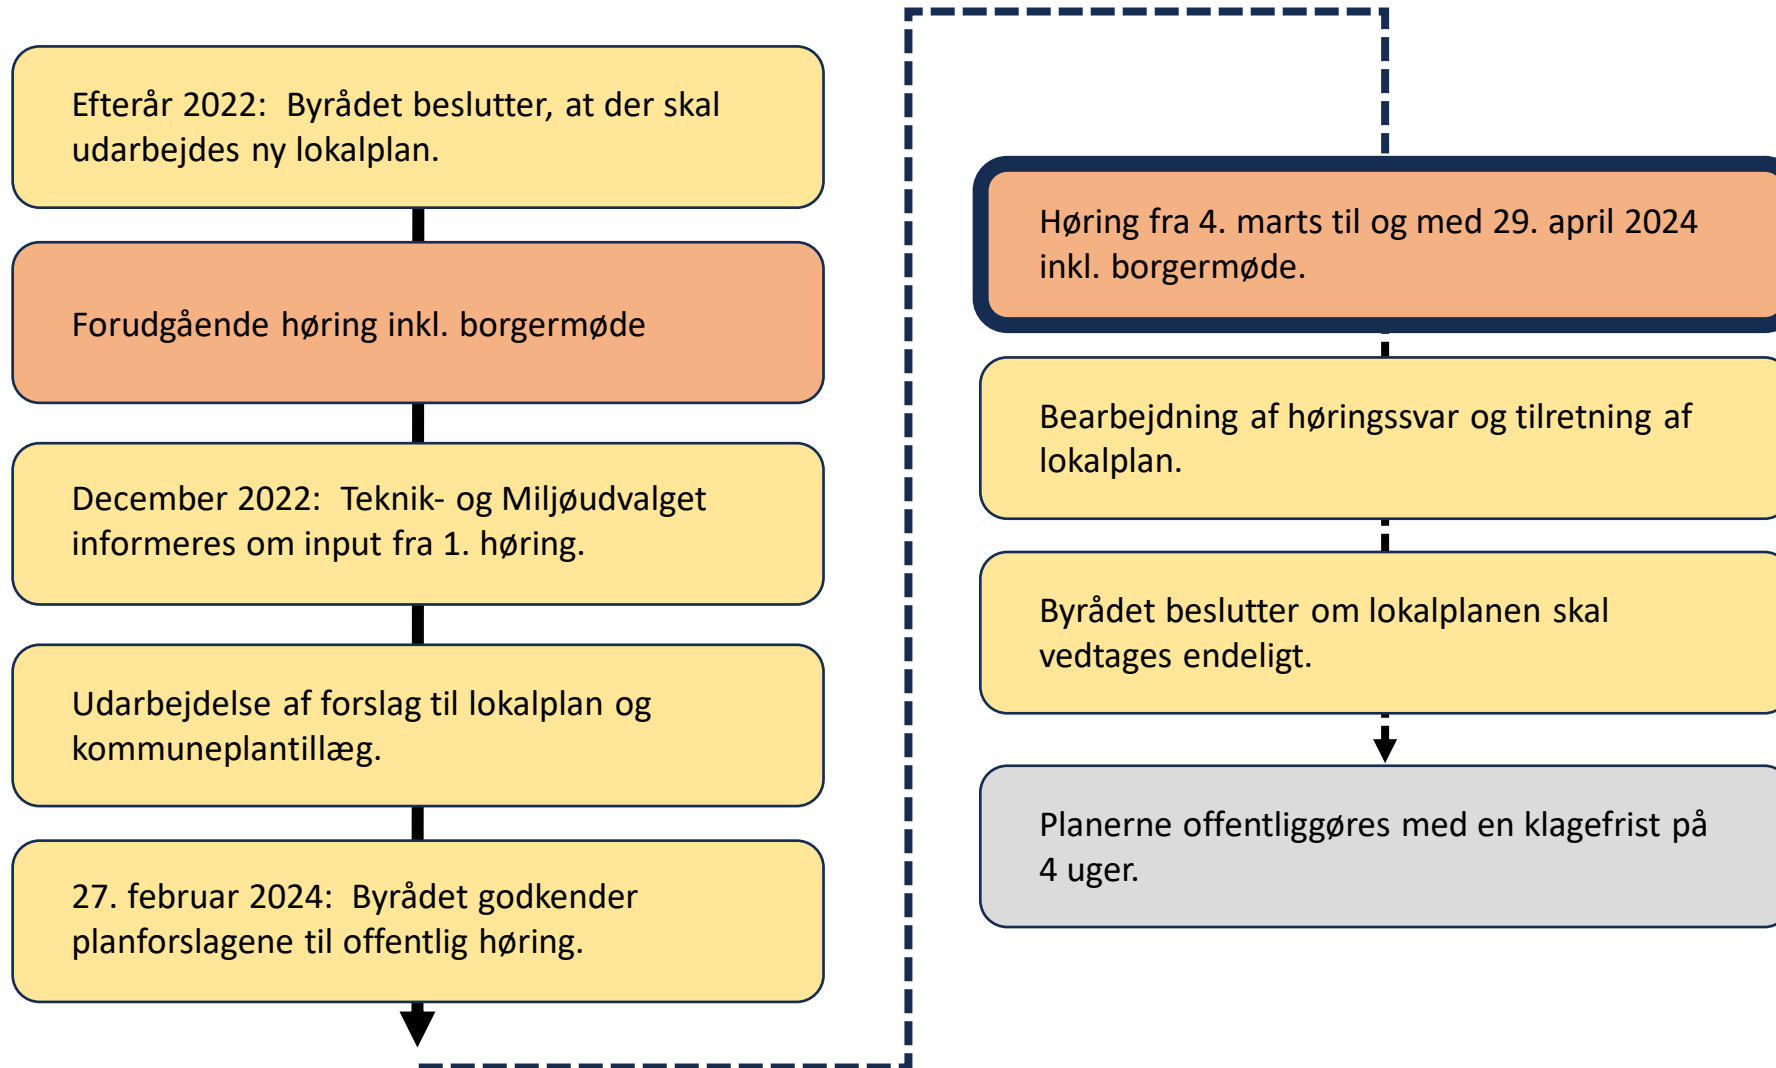 Efterår 2022:  Byrådet beslutter, at der skal
udarbejdes ny lokalplan.
Forudgående høring inkl. borgermøde
December 2022:  Teknik- og Miljøudvalget
informeres om input fra 1. høring.
Udarbejdelse af forslag til lokalplan og
kommuneplantillæg.
27. februar 2024:  Byrådet godkender
planforslagene til offentlig høring.
Høring fra 4. marts til og med 29. april 2024
inkl. borgermøde.
Bearbejdning af høringssvar og tilretning af
lokalplan.
Byrådet beslutter om lokalplanen skal
vedtages endeligt.
Planerne offentliggøres med en klagefrist på
4 uger.